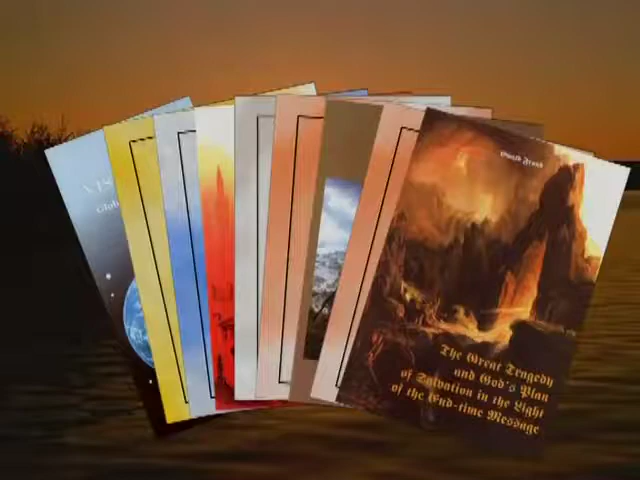 Ewald Frank
The Great Tragedy
and God's Plan
of Salvation in the Light
of the End-time Message